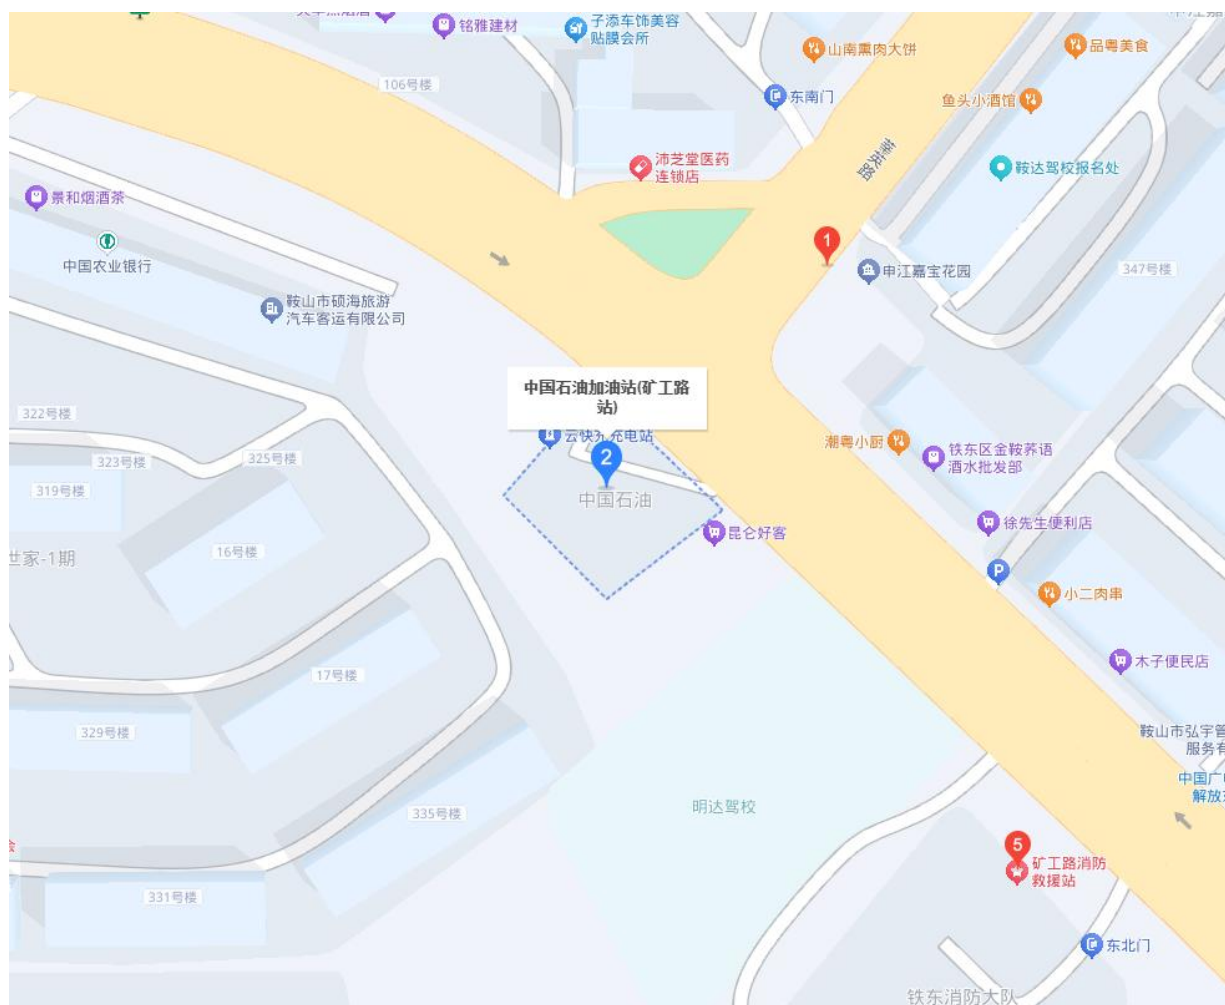 铭雅建材
子添车饰美容
贴膜会所
山南熏肉大饼
品粤美食
106号楼
东南门
鱼头小酒馆
莘英路
沛芝堂医药
连锁店
鞍达驾校报名处
景和烟酒茶
中国农业银行
1
申江嘉宝花园
347号楼
鞍山市硕海旅游
汽车客运有限公司
中国石油加油站(矿工路
站)
322号楼
云快充充电站
潮粤小厨
铁东区金鞍荞语
酒水批发部
323号楼
325号楼
2
319号楼
中国石油
昆仑好客
徐先生便利店
世家-1期
16号楼
P
小二肉串
木子便民店
17号楼
329号楼
鞍山市弘宇管
服务有
中国广电
解放东
明达驾校
335号楼
5
矿工路消防
救援站
331号楼
东北门
铁东消防大队